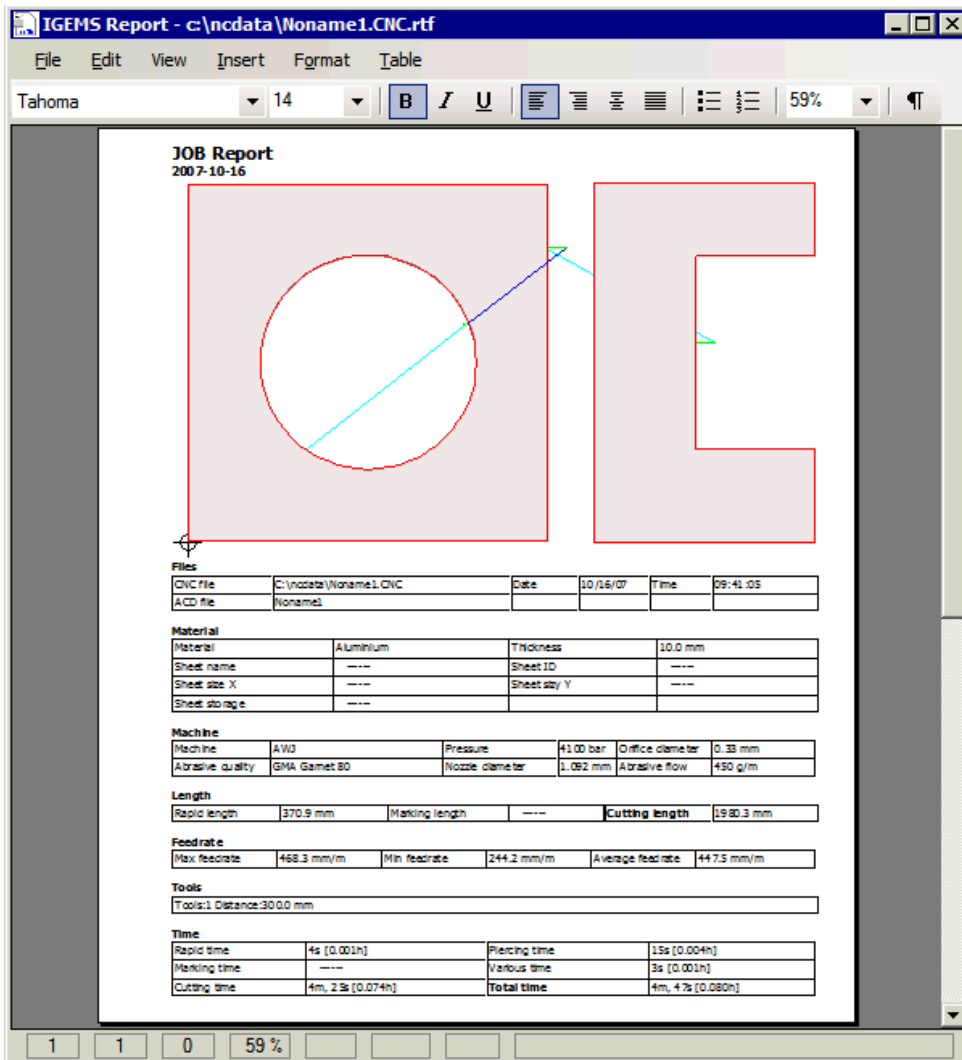 IGEMS Report - c:\ncdata\Noname1.CNC.rtf
File Edit View Insert Format Table
Tahoma 14 B I U 59% ¶
JOB Report
2007-10-16
Files
CNC file C:\ncdata\Noname1.CNC Date 10/16/07 Time 09:41:05
ACD file Noname1
Material
Material Aluminium Thickness 10.0 mm
Sheet name ----- Sheet ID -----
Sheet size X ----- Sheet sizy Y -----
Sheet storage -----
Machine
Machine AWJ Pressure 4100 bar Orifice diameter 0.33 mm
Abrasive quality GMA Garnet 80 Nozzle diameter 1.092 mm Abrasive flow 450 g/m
Length
Rapid length 370.9 mm Marking length ----- Cutting length 1980.3 mm
Feedrate
Max feedrate 468.3 mm/m Min feedrate 244.2 mm/m Average feedrate 447.5 mm/m
Tools
Tools:1 Distance:300.0 mm
Time
Rapid time 4s [0.001h] Piercing time 15s [0.004h]
Marking time ----- Various time 3s [0.001h]
Cutting time 4m, 25s [0.074h] Total time 4m, 47s [0.080h]
1 1 0 59 %